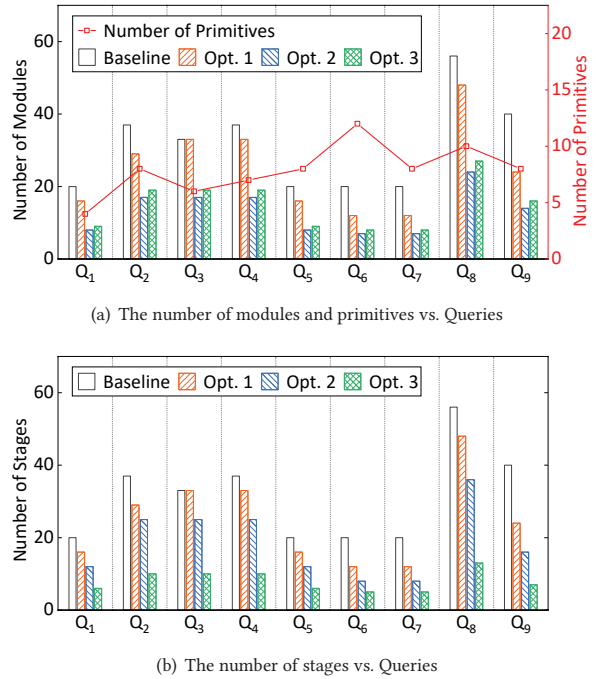 Number of Primitives
Baseline Opt. 1 Opt. 2 Opt. 3
Number of Modules
60
40
20
0
20
15
10
5
0
Number of Primitives
Q1 Q2 Q3 Q4 Q5 Q6 Q7 Q8 Q9
(a) The number of modules and primitives vs. Queries
Baseline Opt. 1 Opt. 2 Opt. 3
Number of Stages
60
40
20
0
Q1 Q2 Q3 Q4 Q5 Q6 Q7 Q8 Q9
(b) The number of stages vs. Queries